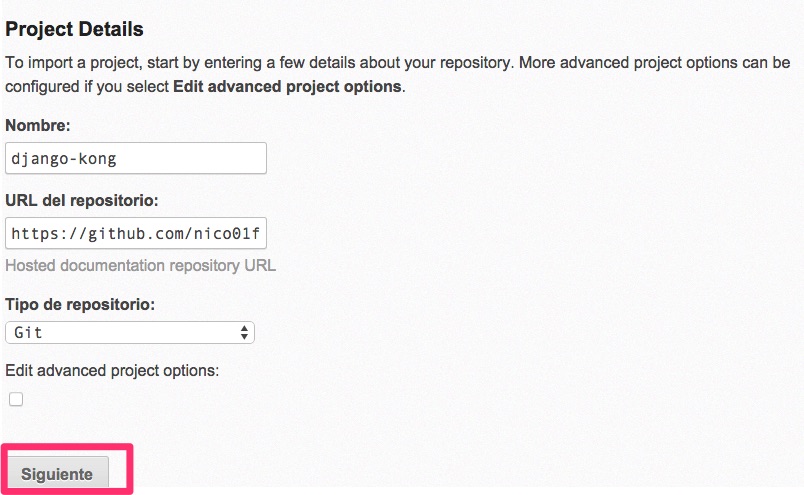 Project Details
To import a project, start by entering a few details about your repository. More advanced project options can be
configured if you select Edit advanced project options.
Nombre:
django-kong
URL del repositorio:
https://github.com/nico01f
Hosted documentation repository URL
Tipo de repositorio:
Git
Edit advanced project options:
Siguiente